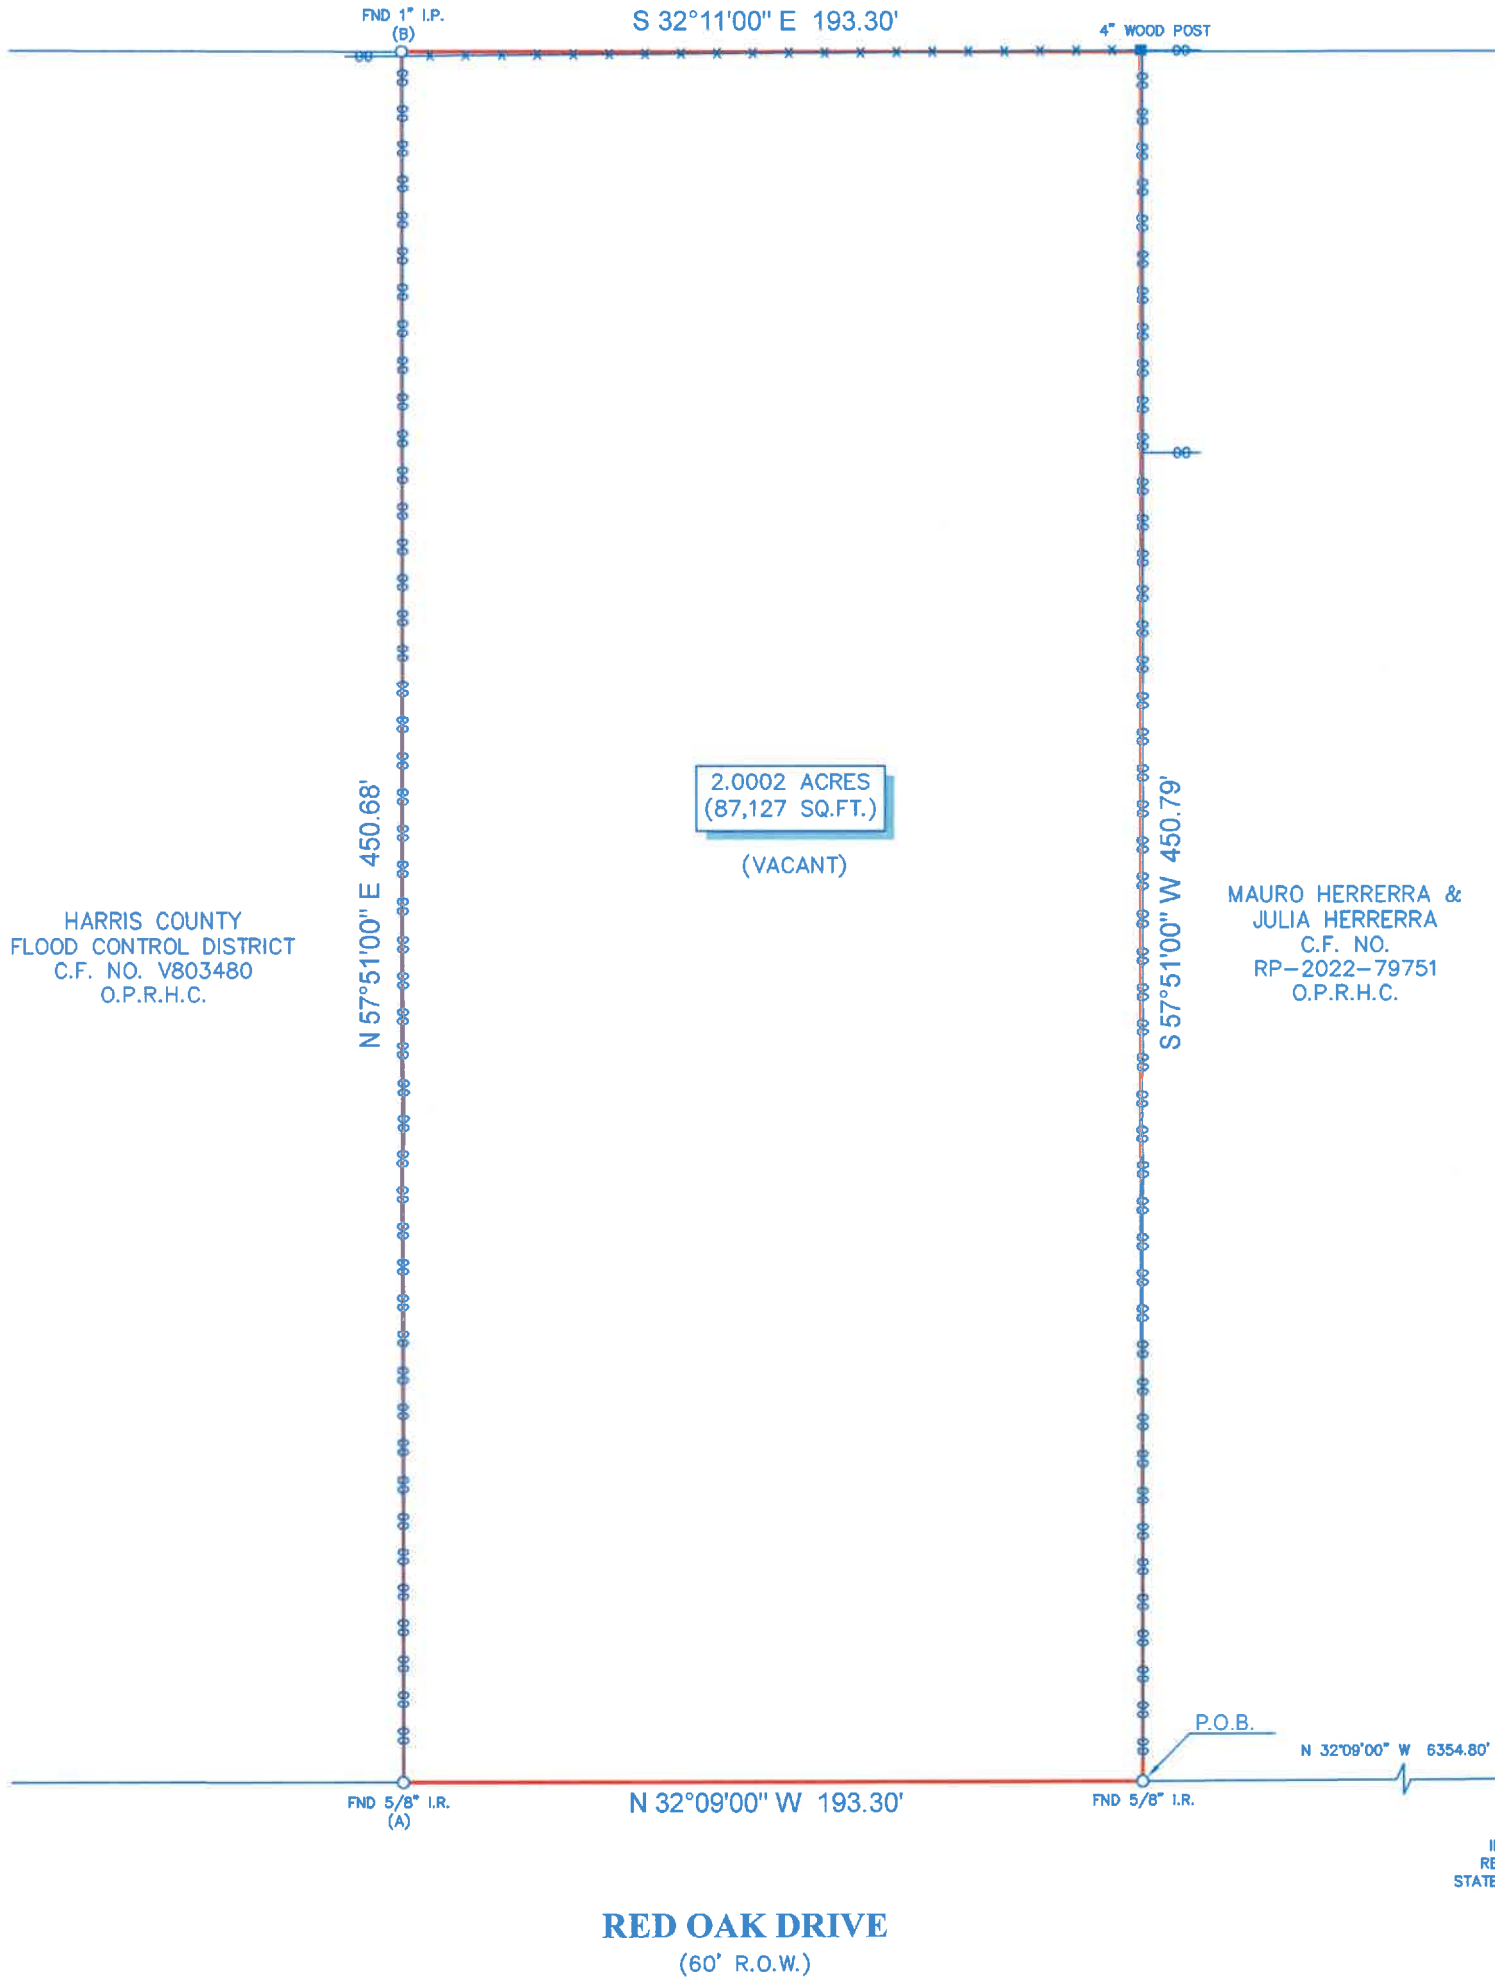 FND 1" I.P.
(B)
S 32°11'00" E 193.30'
4" WOOD POST
2.0002 ACRES
(87,127 SQ.FT.)
(VACANT)
N 57°51'00" E 450.68'
S 57°51'00" W 450.79'
HARRIS COUNTY
FLOOD CONTROL DISTRICT
C.F. NO. V803480
O.P.R.H.C.
MAURO HERRERRA &
JULIA HERRERRA
C.F. NO.
RP-2022-79751
O.P.R.H.C.
P.O.B.
N 32°09'00" W 6354.80'
FND 5/8" I.R.
(A)
N 32°09'00" W 193.30'
FND 5/8" I.R.
STATE
RED OAK DRIVE
(60' R.O.W.)